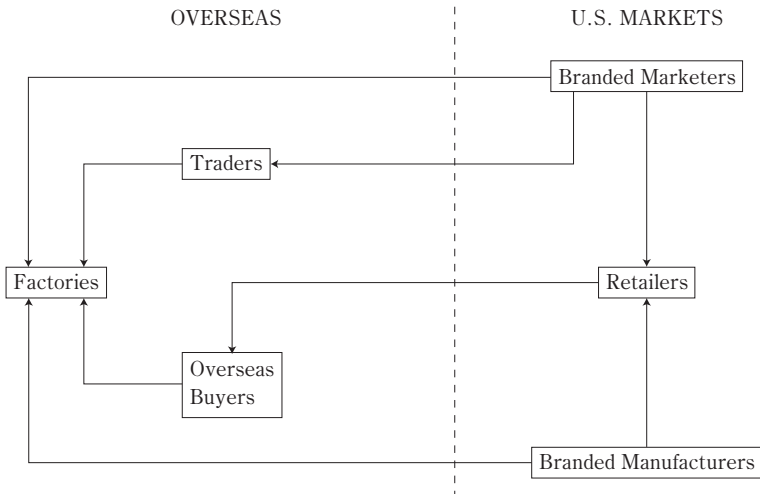 OVERSEAS
U.S. MARKETS
Branded Marketers
Traders
Factories
Retailers
Overseas
Buyers
Branded Manufacturers